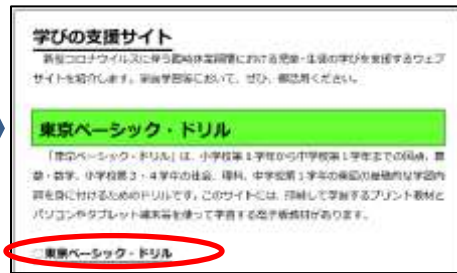 学びの支援サイト
新型コロナウイルスに伴う臨時休業期間における児童・生徒の学びを支援するウェブ
サイトを紹介します。家庭学習等において、ぜひ、御活用ください。
東京ベーシック・ドリル
「東京ベーシック・ドリル」は、小学校第1学年から中学校第1学年までの国語、算
数・数学、小学校第3・4学年の社会、理科、中学校第1学年の英語の基礎的な学習内
容を身に付けるためのドリルです。このサイトには、印刷して学習するプリント教材と
パソコンやタブレット端末等を使って学習する電子版教材があります。
東京ベーシック・ドリル